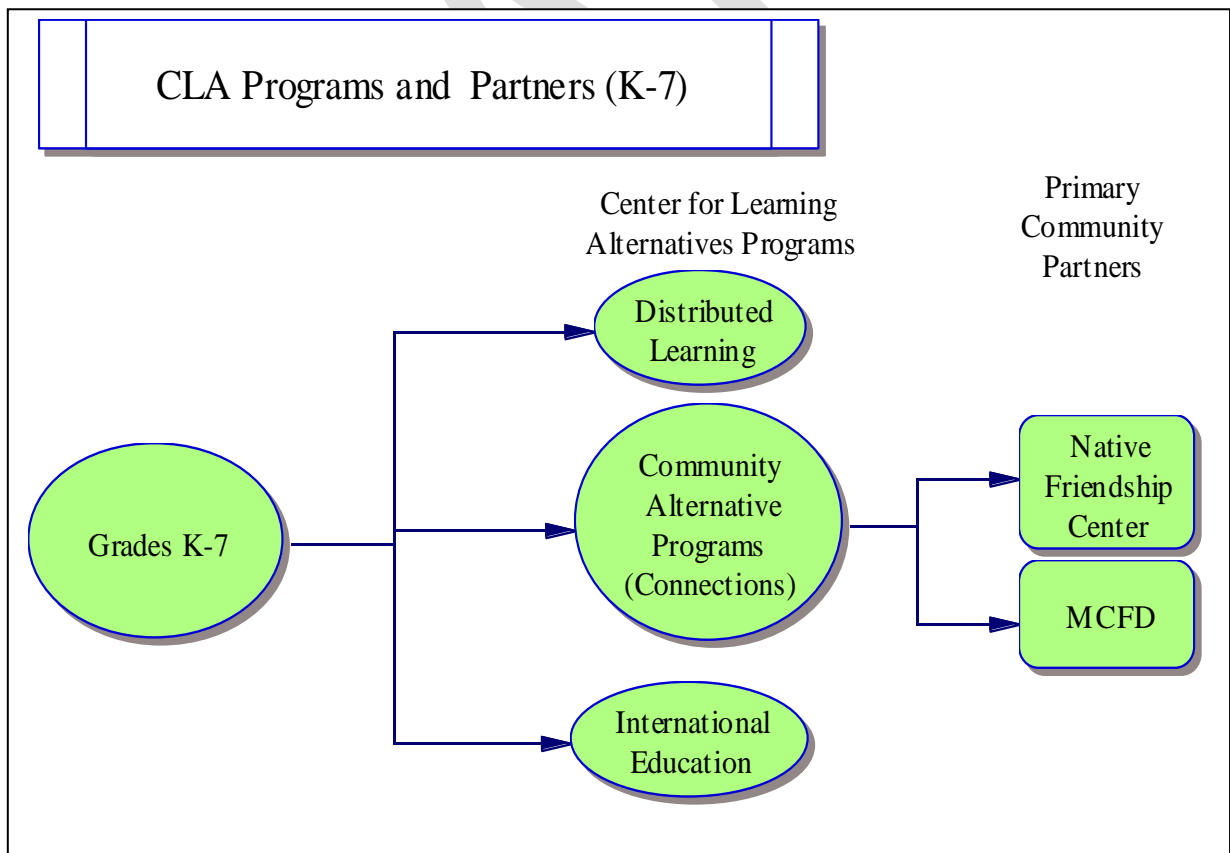 CLA Programs and Partners (K-7)
Center for Learning
Alternatives Programs
Primary
Community
Partners
Distributed
Learning
Grades K-7
Community
Alternative
Programs
(Connections)
Native
Friendship
Center
MCFD
International
Education